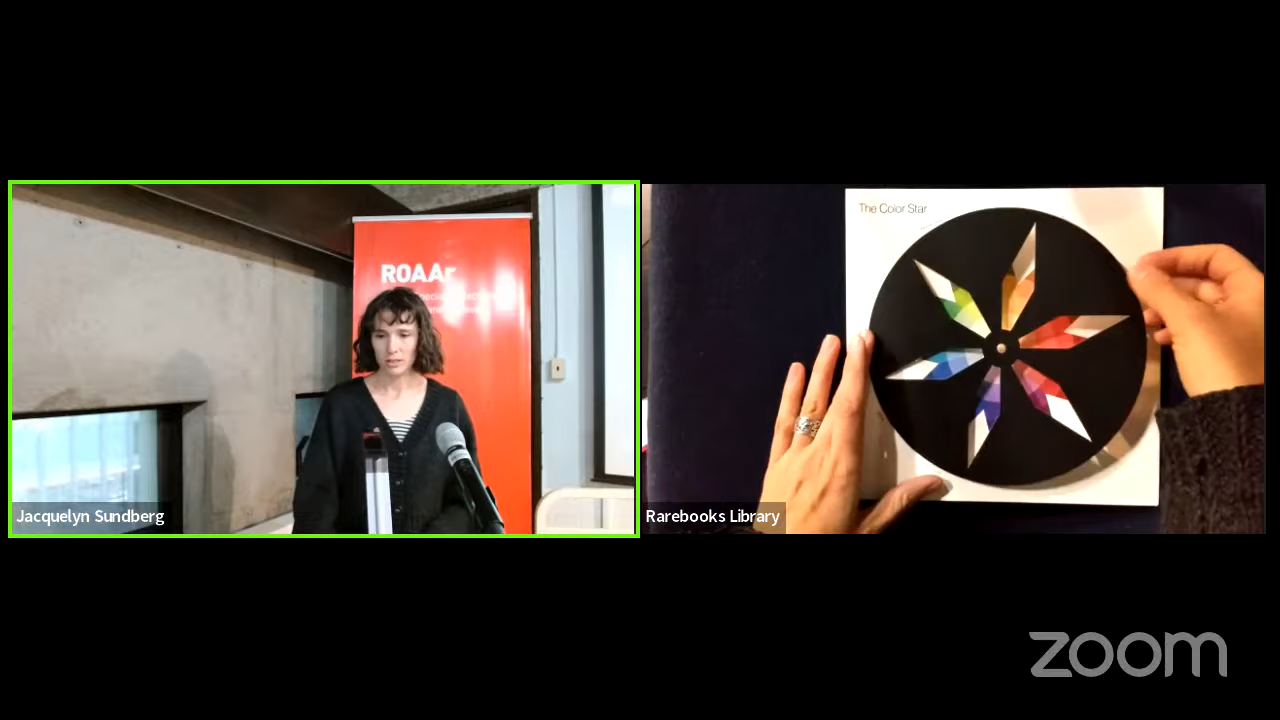 ROAAr
Jacquelyn Sundberg
The Color Star
Rarebooks Library
zoom